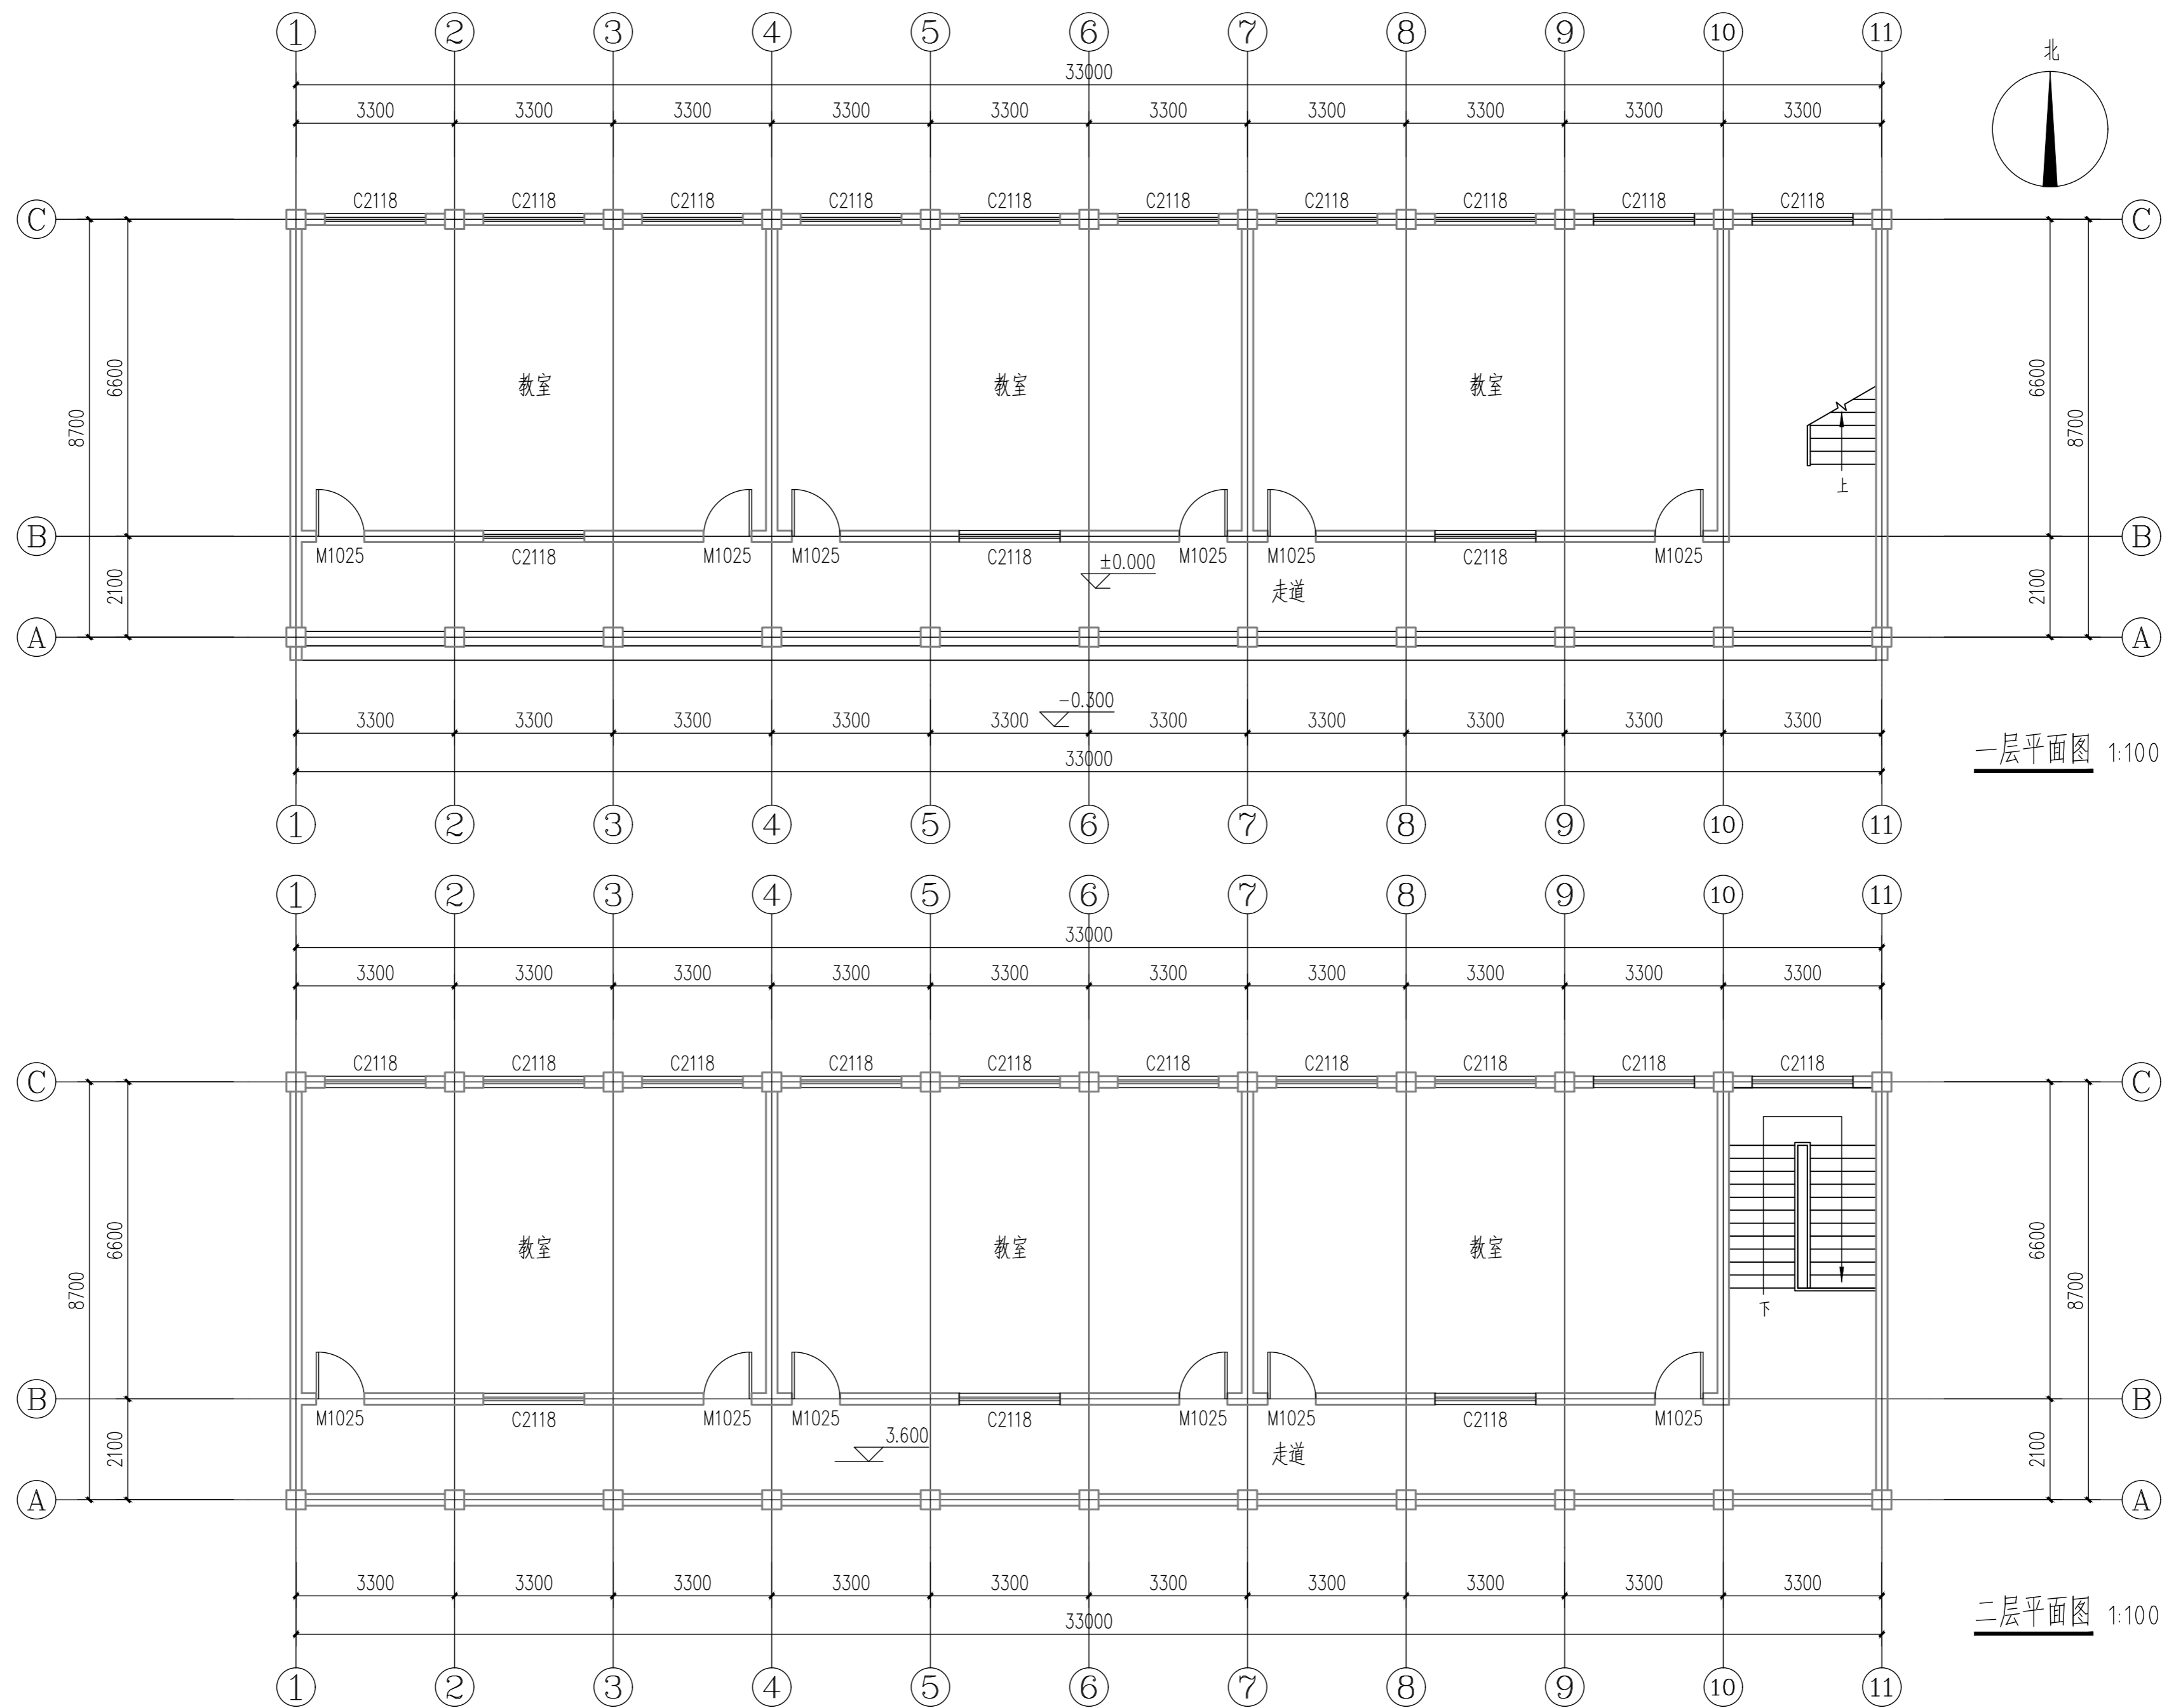 1 2 3 4 5 6 7 8 9 10 11
北
33000
3300 3300 3300 3300 3300 3300 3300 3300 3300 3300
C2118 C2118 C2118 C2118 C2118 C2118 C2118 C2118 C2118 C2118
C C
6600 6600
教室 教室 教室
8700 8700
上
B B
M1025 C2118 M1025 M1025 C2118 M1025 M1025 C2118 M1025
±0.000
2100 走道 2100
A A
-0.300
3300 3300 3300 3300 3300 3300 3300 3300 3300 3300
33000
一层平面图 1:100
1 2 3 4 5 6 7 8 9 10 11
1 2 3 4 5 6 7 8 9 10 11
33000
3300 3300 3300 3300 3300 3300 3300 3300 3300 3300
C2118 C2118 C2118 C2118 C2118 C2118 C2118 C2118 C2118 C2118
C C
6600 6600
教室 教室 教室
8700 8700
下
B B
M1025 C2118 M1025 M1025 C2118 M1025 M1025 C2118 M1025
3.600
2100 走道 2100
A A
3300 3300 3300 3300 3300 3300 3300 3300 3300 3300
33000
二层平面图 1:100
1 2 3 4 5 6 7 8 9 10 11